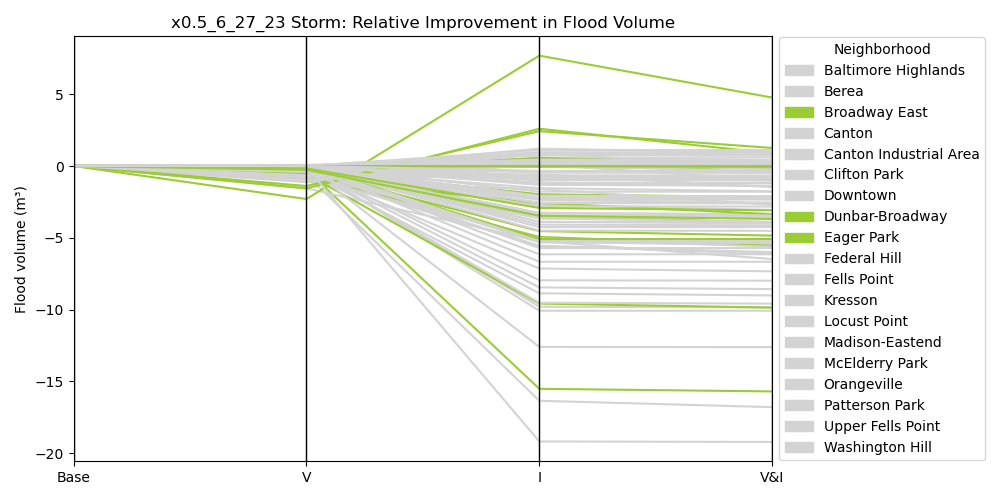 x0.5_6_27_23 Storm: Relative Improvement in Flood Volume
Flood volume (m³)
5
0
−5
−10
−15
−20
Base
V
I
V&I
Neighborhood
Baltimore Highlands
Berea
Broadway East
Canton
Canton Industrial Area
Clifton Park
Downtown
Dunbar-Broadway
Eager Park
Federal Hill
Fells Point
Kresson
Locust Point
Madison-Eastend
McElderry Park
Orangeville
Patterson Park
Upper Fells Point
Washington Hill